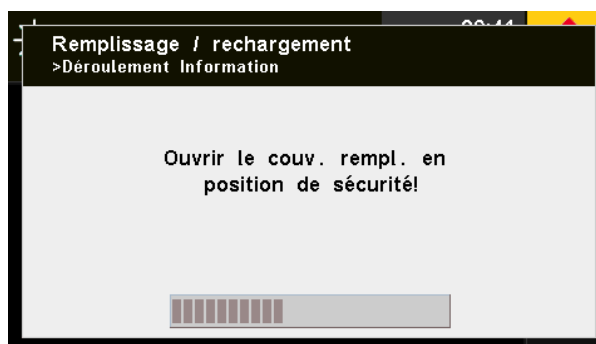 Remplissage / rechargement
>Déroulement Information
Ouvrir le couv. rempl. en
position de sécurité!